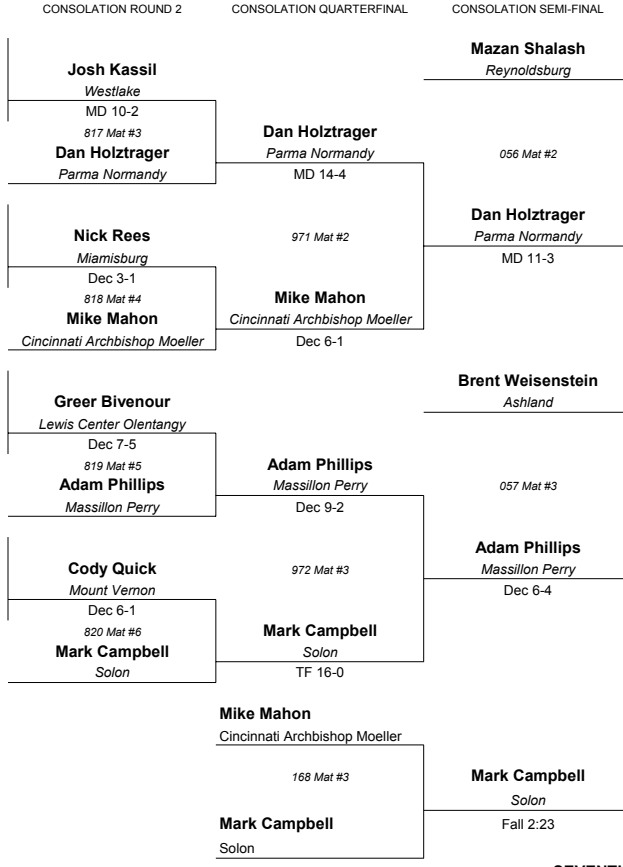 CONSOLATION ROUND 2 CONSOLATION QUARTERFINAL CONSOLATION SEMI-FINAL
Mazan Shalash
Reynoldsburg
Josh Kassil
Westlake
MD 10-2
817 Mat #3
Dan Holztrager
Parma Normandy
Dan Holztrager
Parma Normandy
MD 14-4
056 Mat #2
Nick Rees
Miamisburg
Dec 3-1
818 Mat #4
Mike Mahon
Cincinnati Archbishop Moeller
971 Mat #2
Mike Mahon
Cincinnati Archbishop Moeller
Dec 6-1
Dan Holztrager
Parma Normandy
MD 11-3
Brent Weisenstein
Ashland
Greer Bivenour
Lewis Center Olentangy
Dec 7-5
819 Mat #5
Adam Phillips
Massillon Perry
Adam Phillips
Massillon Perry
Dec 9-2
057 Mat #3
Cody Quick
Mount Vernon
Dec 6-1
820 Mat #6
Mark Campbell
Solon
972 Mat #3
Mark Campbell
Solon
TF 16-0
Adam Phillips
Massillon Perry
Dec 6-4
Mike Mahon
Cincinnati Archbishop Moeller
168 Mat #3
Mark Campbell
Solon
Mark Campbell
Solon
Fall 2:23